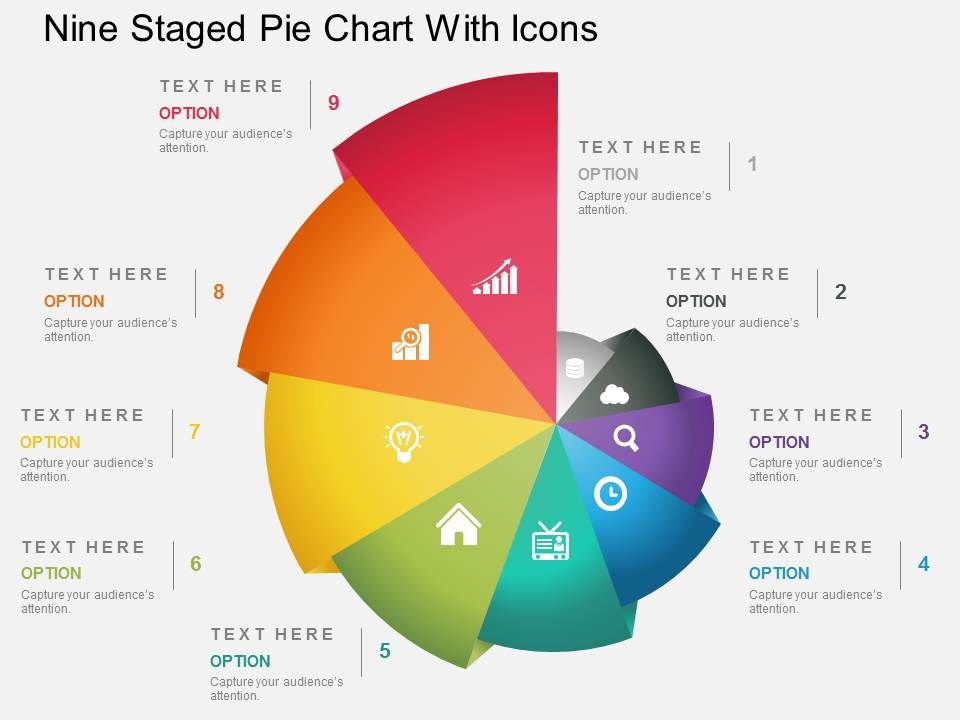 Nine Staged Pie Chart With Icons
TEXT HERE
OPTION
Capture your audience's
attention.
9
TEXT HERE
OPTION
Capture your audience's
attention.
1
TEXT HERE
OPTION
Capture your audience's
attention.
8
TEXT HERE
OPTION
Capture your audience's
attention.
2
TEXT HERE
OPTION
Capture your audience's
attention.
7
TEXT HERE
OPTION
Capture your audience's
attention.
3
TEXT HERE
OPTION
Capture your audience's
attention.
6
TEXT HERE
OPTION
Capture your audience's
attention.
4
TEXT HERE
OPTION
Capture your audience's
attention.
5